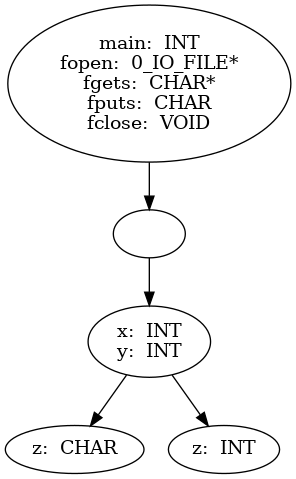 main:  INT
fopen:  0_IO_FILE*
fgets:  CHAR*
fputs:  CHAR
fclose:  VOID
x:  INT
y:  INT
z:  CHAR
z:  INT